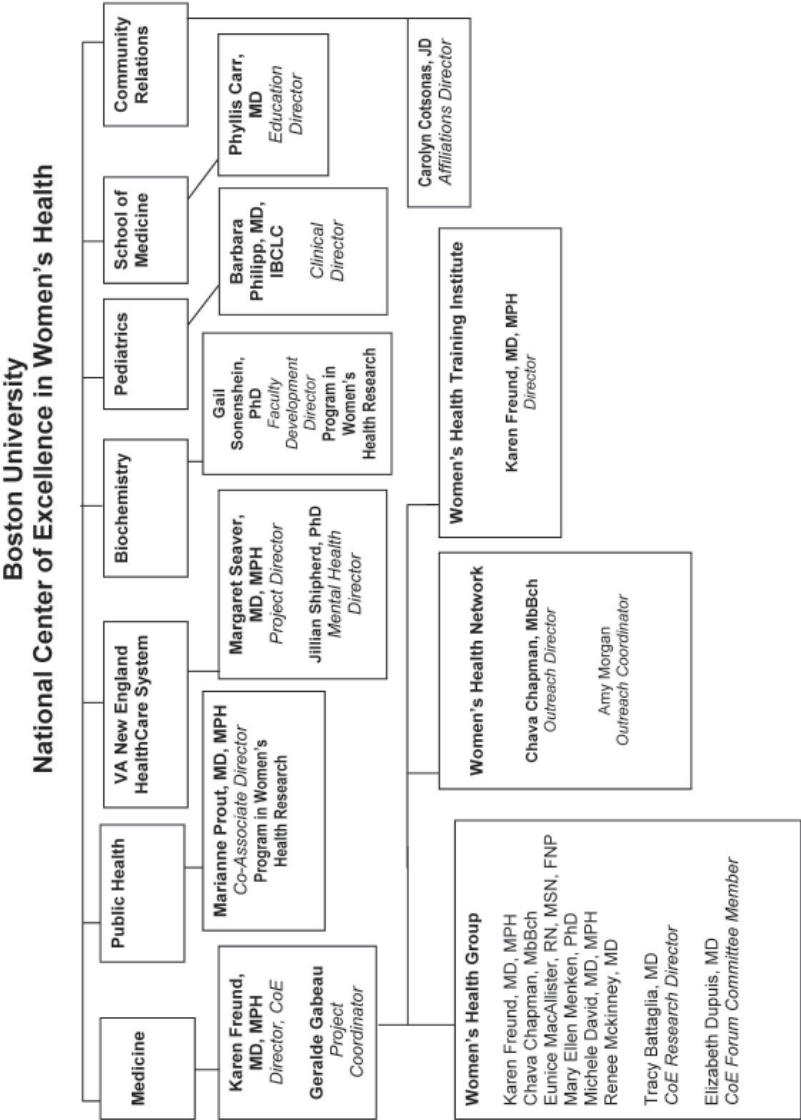 Boston University
National Center of Excellence in Women's Health
Medicine
Public Health
VA New England
HealthCare System
Biochemistry
Pediatrics
School of
Medicine
Community
Relations
Karen Freund,
MD, MPH
Director, CoE
Geralde Gabeau
Project
Coordinator
Marianne Prout, MD, MPH
Co-Associate Director
Program in Women's
Health Research
Margaret Seaver,
MD, MPH
Project Director
Jillian Shipherd, PhD
Mental Health
Director
Gail
Sonenshein,
PhD
Faculty
Development
Director
Program in
Women's
Health Research
Barbara
Philipp, MD,
IBCLC
Clinical
Director
Phyllis Carr,
MD
Education
Director
Carolyn Cotsonas, JD
Affiliations Director
Women's Health Group
Karen Freund, MD, MPH
Chava Chapman, MbBch
Eunice MacAllister, RN, MSN, FNP
Mary Ellen Menken, PhD
Michele David, MD, MPH
Renee Mckinney, MD
Tracy Battaglia, MD
CoE Research Director
Elizabeth Dupuis, MD
CoE Forum Committee Member
Women's Health Network
Chava Chapman, MbBch
Outreach Director
Amy Morgan
Outreach Coordinator
Women's Health Training Institute
Karen Freund, MD, MPH
Director